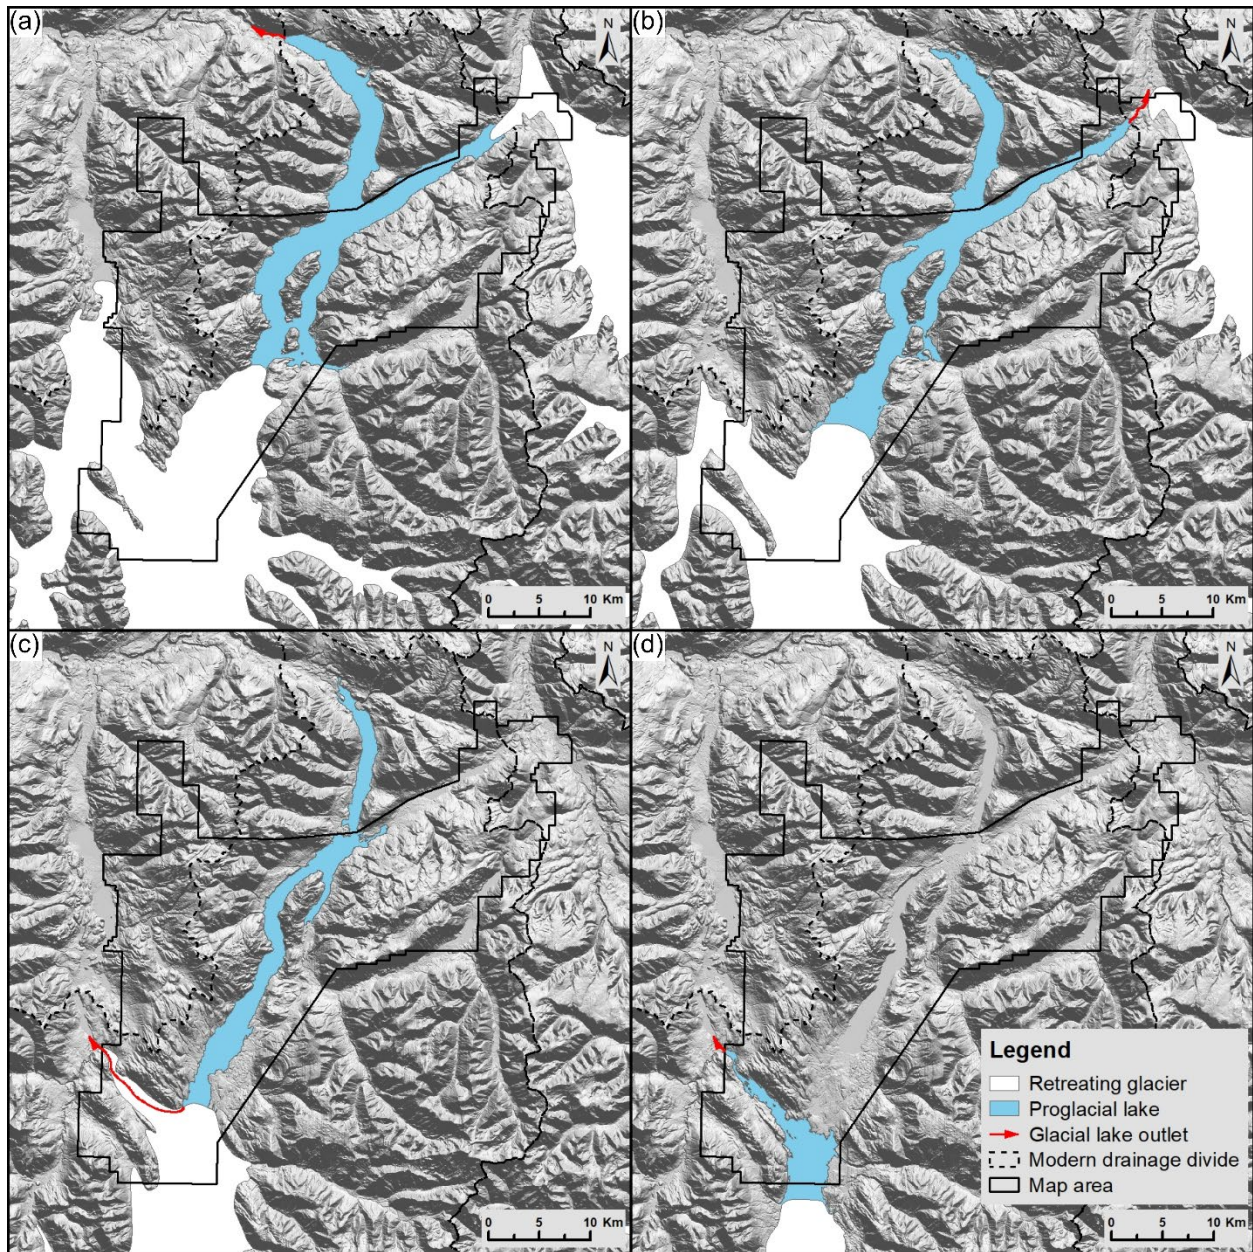 (a)
N
0 5 10 Km
(b)
N
0 5 10 Km
(c)
N
0 5 10 Km
(d)
N
Legend
Retreating glacier
Proglacial lake
Glacial lake outlet
Modern drainage divide
Map area
0 5 10 Km